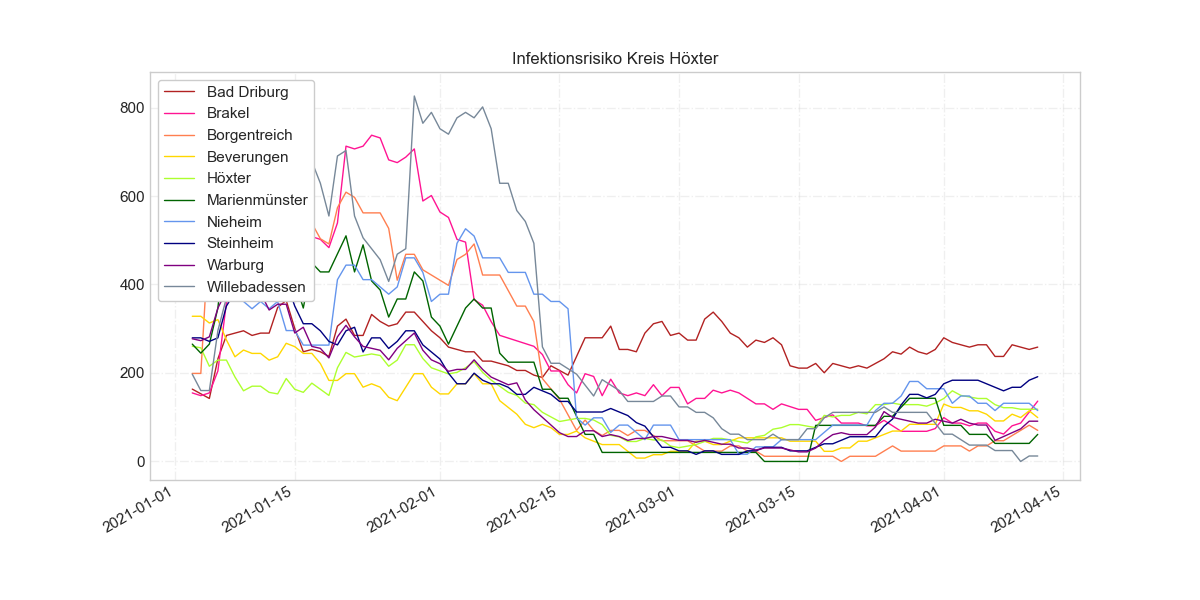 Infektionsrisiko Kreis Höxter
800
600
400
200
0
Bad Driburg
Brakel
Borgentreich
Beverungen
Höxter
Marienmünster
Nieheim
Steinheim
Warburg
Willebadessen
2021-01-01
2021-01-15
2021-02-01
2021-02-15
2021-03-01
2021-03-15
2021-04-01
2021-04-15